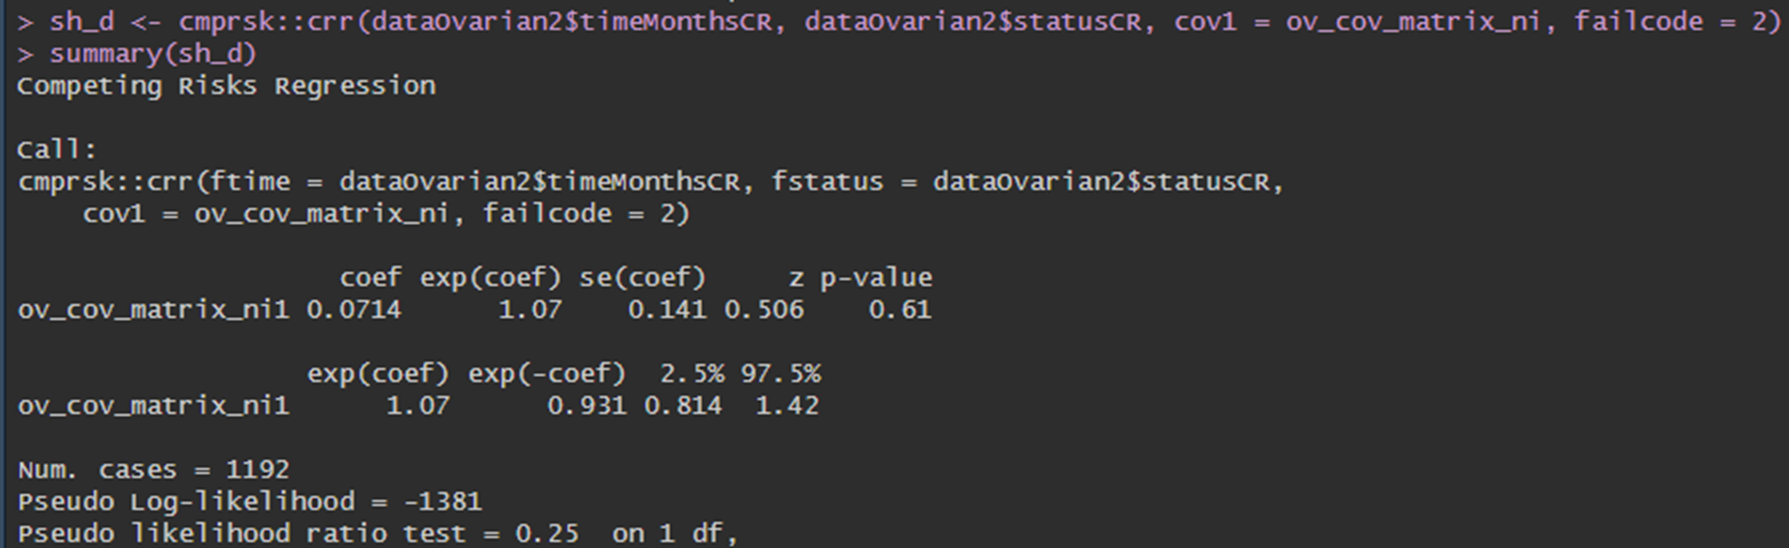 > sh_d <- cmprsk::crr(dataOvarian2$timeMonthsCR, dataOvarian2$statusCR, cov1 = ov_cov_matrix_ni, failcode = 2)
> summary(sh_d)
Competing Risks Regression

Call:
cmprsk::crr(ftime = dataOvarian2$timeMonthsCR, fstatus = dataOvarian2$statusCR,
    cov1 = ov_cov_matrix_ni, failcode = 2)

                    coef exp(coef) se(coef)     z p-value
ov_cov_matrix_ni1 0.0714      1.07    0.141 0.506    0.61

                  exp(coef) exp(-coef)  2.5% 97.5%
ov_cov_matrix_ni1      1.07      0.931 0.814  1.42

Num. cases = 1192
Pseudo Log-likelihood = -1381
Pseudo likelihood ratio test = 0.25  on 1 df,